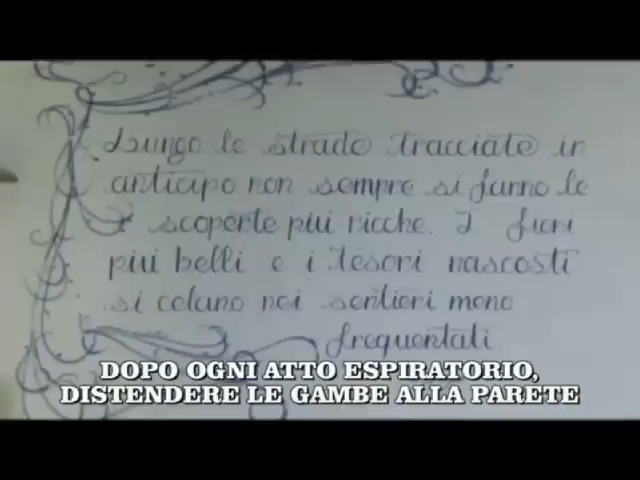 Lungo le strade tracciate in
anticipo non sempre si fanno le
scoperte più ricche. I fiori
più belli e i tesori nascosti
si celano nei sentieri meno
frequentati.
DOPO OGNI ATTO ESPIRATORIO,
DISTENDERE LE GAMBE ALLA PARETE